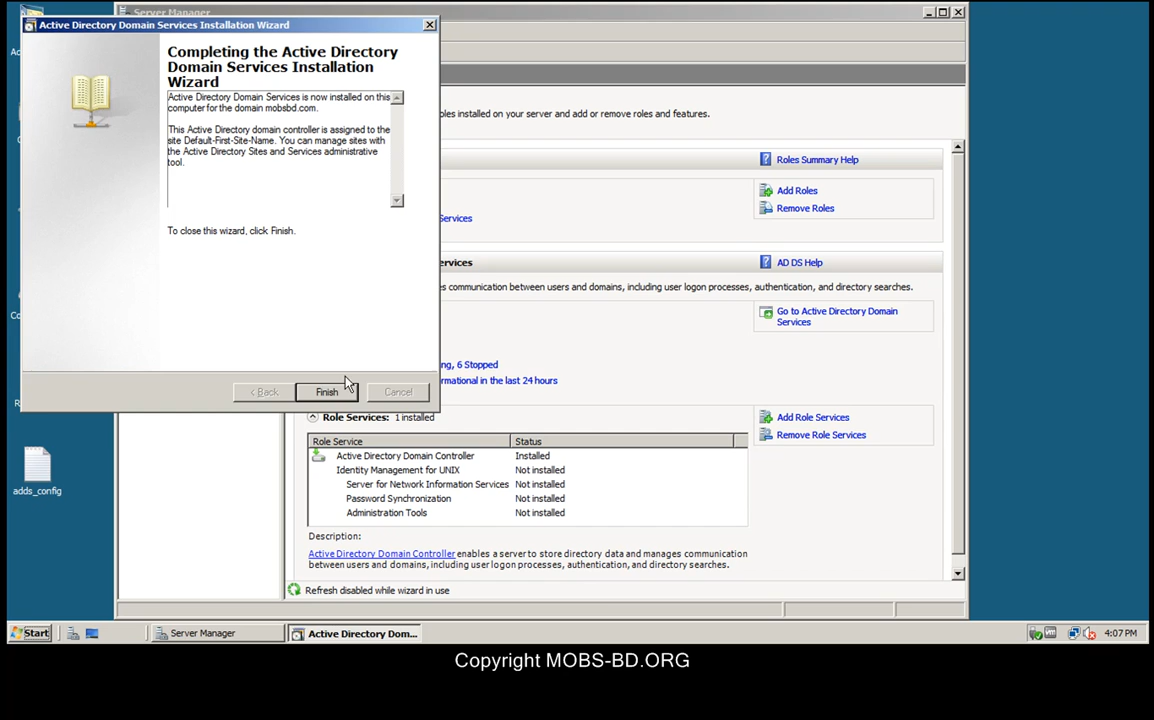 Server Manager
Active Directory Domain Services Installation Wizard
Completing the Active Directory
Domain Services Installation
Wizard
Active Directory Domain Services is now installed on this
computer for the domain mobsbd.com.
This Active Directory domain controller is assigned to the
site Default-First-Site-Name. You can manage sites with
the Active Directory Sites and Services administrative
tool.
To close this wizard, click Finish.
< Back
Finish
Cancel
oles installed on your server and add or remove roles and features.
Roles Summary Help
Add Roles
Remove Roles
Services
ervices
AD DS Help
s communication between users and domains, including user logon processes, authentication, and directory searches.
Go to Active Directory Domain
Services
ng, 6 Stopped
rmational in the last 24 hours
Role Services: 1 installed
Add Role Services
Remove Role Services
Role Service Status
Active Directory Domain Controller Installed
Identity Management for UNIX Not installed
Server for Network Information Services Not installed
Password Synchronization Not installed
Administration Tools Not installed
Description:
Active Directory Domain Controller enables a server to store directory data and manages communication
between users and domains, including user logon processes, authentication, and directory searches.
Refresh disabled while wizard in use
adds_config
Start
Server Manager
Active Directory Dom...
4:07 PM
Copyright MOBS-BD.ORG